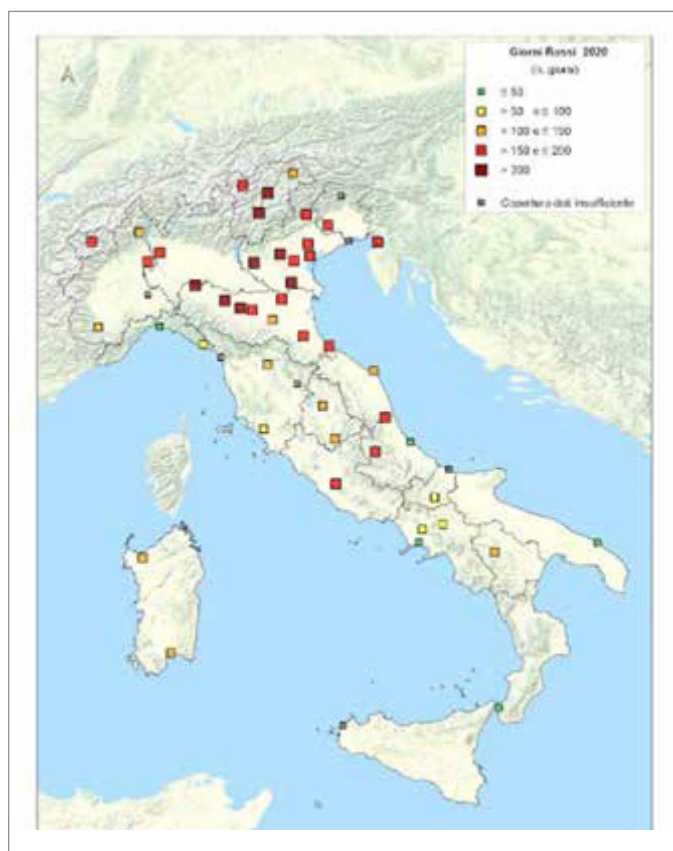 A
Giorni Rossi 2020
(n. giorni)
≤ 50
> 50 e ≤ 100
> 100 e ≤ 150
> 150 e ≤ 200
> 200
Copertura dati insufficiente